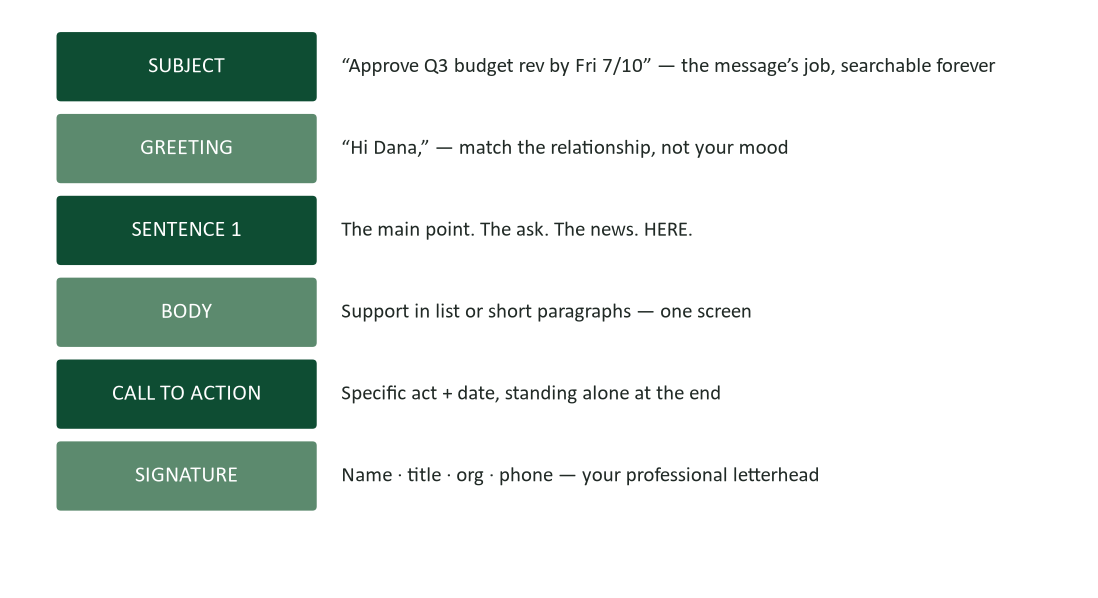 SUBJECT
“Approve Q3 budget rev by Fri 7/10” — the message’s job, searchable forever
GREETING
“Hi Dana,” — match the relationship, not your mood
SENTENCE 1
The main point. The ask. The news. HERE.
BODY
Support in list or short paragraphs — one screen
CALL TO ACTION
Specific act + date, standing alone at the end
SIGNATURE
Name · title · org · phone — your professional letterhead